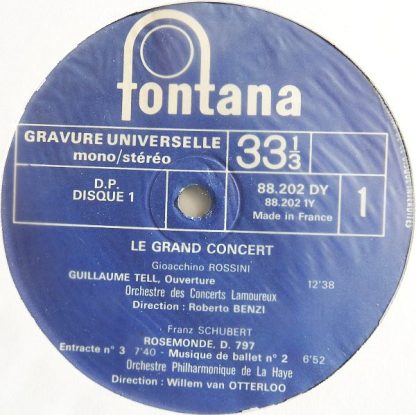 fontana
GRAVURE UNIVERSELLE
mono/stéréo
33 1/3
D.P.
DISQUE 1
88.202 DY
88.202 1Y
Made in France
1
LE GRAND CONCERT
Gioacchino ROSSINI
GUILLAUME TELL, Ouverture 12'38
Orchestre des Concerts Lamoureux
Direction : Roberto BENZI
Franz SCHUBERT
ROSEMONDE, D. 797
Entracte n° 3 7'40 - Musique de ballet n° 2 6'52
Orchestre Philharmonique de La Haye
Direction : Willem van OTTERLOO